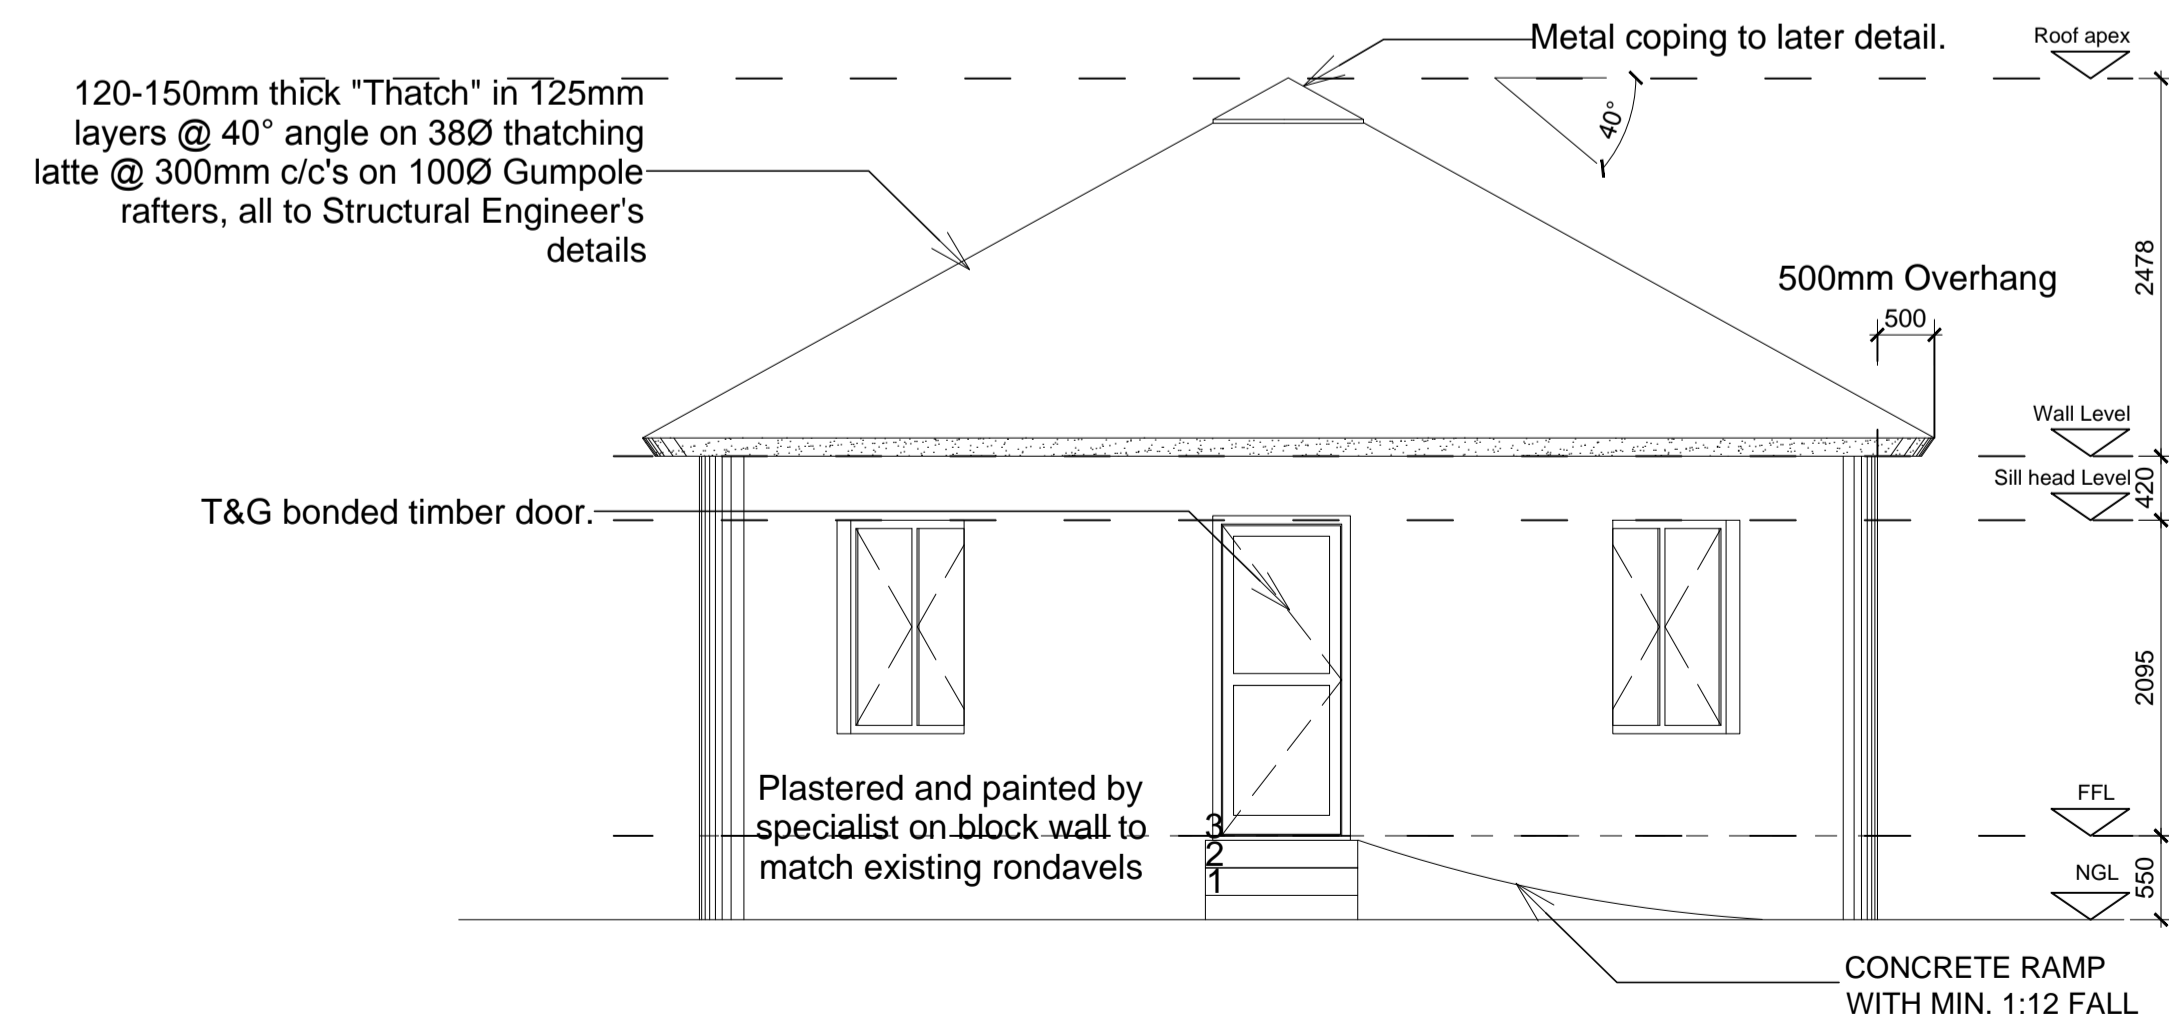 Metal coping to later detail.
Roof apex
120-150mm thick "Thatch" in 125mm
layers @ 40° angle on 38Ø thatching
latte @ 300mm c/c's on 100Ø Gumpole
rafters, all to Structural Engineer's
details
40°
2478
500mm Overhang
500
Wall Level
Sill head Level
420
T&G bonded timber door.
2095
Plastered and painted by
specialist on block wall to
match existing rondavels
3
2
1
FFL
NGL
550
CONCRETE RAMP
WITH MIN. 1:12 FALL